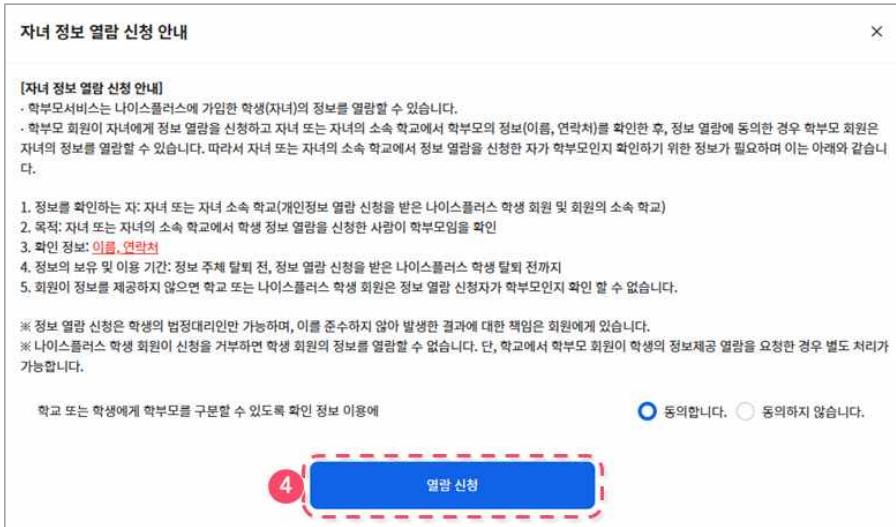 자녀 정보 열람 신청 안내
×
[자녀 정보 열람 신청 안내]
· 학부모서비스는 나이스플러스에 가입한 학생(자녀)의 정보를 열람할 수 있습니다.
· 학부모 회원이 자녀에게 정보 열람을 신청하고 자녀 또는 자녀의 소속 학교에서 학부모의 정보(이름, 연락처)를 확인한 후, 정보 열람에 동의한 경우 학부모 회원은
자녀의 정보를 열람할 수 있습니다. 따라서 자녀 또는 자녀의 소속 학교에서 정보 열람을 신청한 자가 학부모인지 확인하기 위한 정보가 필요하며 이는 아래와 같습니
다.
1. 정보를 확인하는 자: 자녀 또는 자녀 소속 학교(개인정보 열람 신청을 받은 나이스플러스 학생 회원 및 회원의 소속 학교)
2. 목적: 자녀 또는 자녀의 소속 학교에서 학생 정보 열람을 신청한 사람이 학부모임을 확인
3. 확인 정보: 이름, 연락처
4. 정보의 보유 및 이용 기간: 정보 주체 탈퇴 전, 정보 열람 신청을 받은 나이스플러스 학생 탈퇴 전까지
5. 회원이 정보를 제공하지 않으면 학교 또는 나이스플러스 학생 회원은 정보 열람 신청자가 학부모인지 확인 할 수 없습니다.
※ 정보 열람 신청은 학생의 법정대리인만 가능하며, 이를 준수하지 않아 발생한 결과에 대한 책임은 회원에게 있습니다.
※ 나이스플러스 학생 회원이 신청을 거부하면 학생 회원의 정보를 열람할 수 없습니다. 단, 학교에서 학부모 회원이 학생의 정보제공 열람을 요청한 경우 별도 처리가
가능합니다.
학교 또는 학생에게 학부모를 구분할 수 있도록 확인 정보 이용에 동의합니다. 동의하지 않습니다.
4 열람 신청